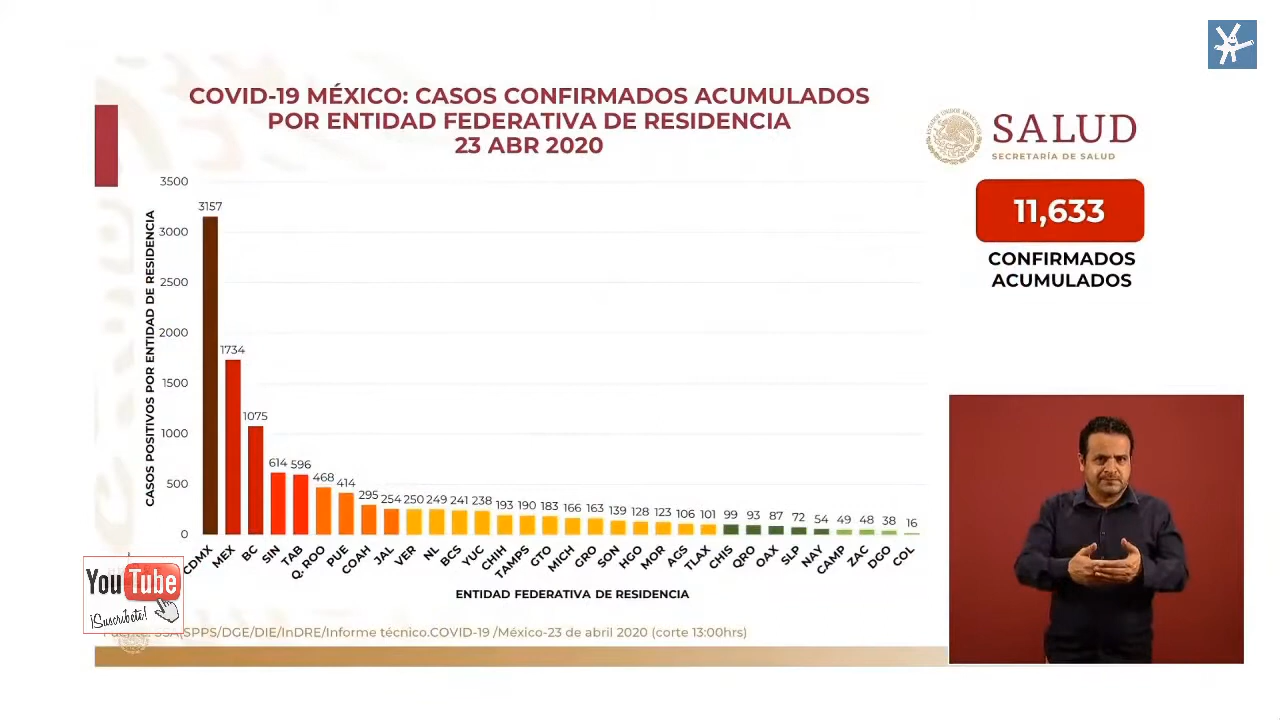 COVID-19 MÉXICO: CASOS CONFIRMADOS ACUMULADOS
POR ENTIDAD FEDERATIVA DE RESIDENCIA
23 ABR 2020
SALUD
SECRETARÍA DE SALUD
11,633
CONFIRMADOS
ACUMULADOS
CASOS POSITIVOS POR ENTIDAD DE RESIDENCIA
3500
3000
2500
2000
1500
1000
500
0
3157 1734 1075 614 596 468 414 295 254 250 249 241 238 193 190 183 166 163 139 128 123 106 101 99 93 87 72 54 49 48 38 16
CDMX MEX BC SIN TAB Q. ROO PUE COAH JAL VER NL BCS YUC CHIH TAMPS GTO MICH GRO SON HGO MOR AGS TLAX CHIS QRO OAX SLP NAY CAMP ZAC DGO COL
ENTIDAD FEDERATIVA DE RESIDENCIA
YouTube
¡Suscríbete!
SSA/SPPS/DGE/DIE/InDRE/Informe técnico.COVID-19 /México-23 de abril 2020 (corte 13:00hrs)